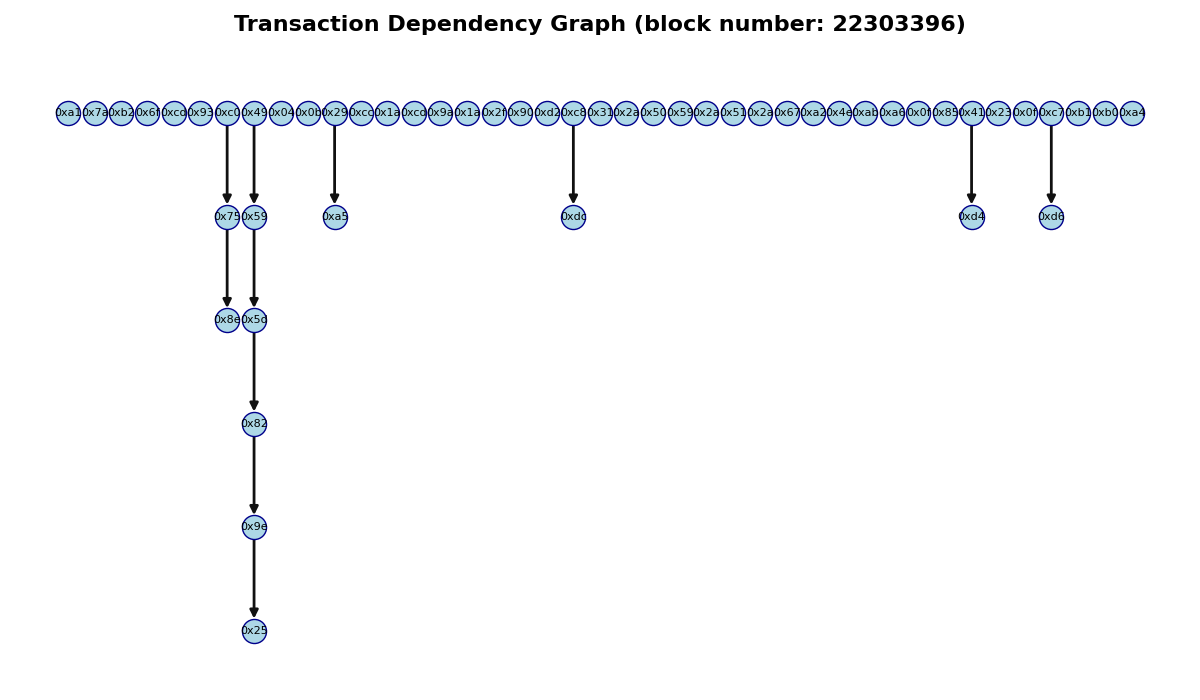 Transaction Dependency Graph (block number: 22303396)
0xa1 0x7a 0xb2 0x6f 0xcd 0x93 0xc0 0x49 0x04 0x0b 0x29 0xcc 0x1a 0xcd 0x9a 0x1a 0x2f 0x90 0xd2 0xc8 0x31 0x2a 0x50 0x59 0x2a 0x51 0x2a 0x67 0xa2 0x4e 0xab 0xa6 0x0f 0x85 0x41 0x23 0x0f 0xc7 0xb1 0xb0 0xa4
0x75 0x59 0xa5 0xdc 0xd4 0xd6
0x8e 0x5d
0x82
0x9e
0x25